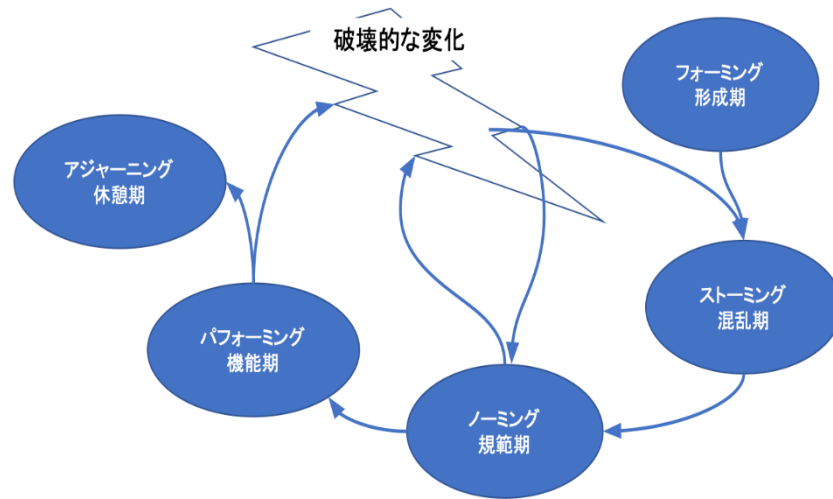 破壊的な変化
フォーミング
形成期
アジャーニング
休憩期
ストーミング
混乱期
パフォーミング
機能期
ノーミング
規範期